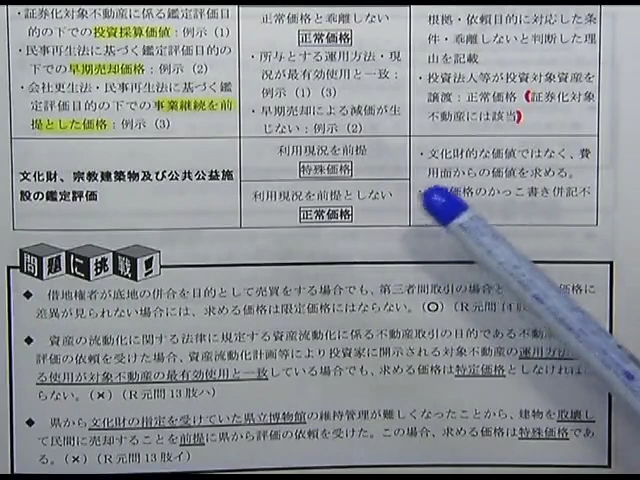 ・証券化対象不動産に係る鑑定評価目
的の下での投資採算価値：例示（1）
・民事再生法に基づく鑑定評価目的の
下での早期売却価格：例示（2）
・会社更生法・民事再生法に基づく鑑
定評価目的の下での事業継続を前
提とした価格：例示（3）
正常価格と乖離しない
正常価格
・所与とする運用方法・現
況が最有効使用と一致：
例示（1）（3）
・早期売却による減価が生
じない：例示（2）
根拠・依頼目的に対応した条
件・乖離しないと判断した理
由を記載
・投資法人等が投資対象資産を
譲渡：正常価格（証券化対象
不動産には該当）
文化財、宗教建築物及び公共公益施
設の鑑定評価
利用現況を前提
特殊価格
利用現況を前提としない
正常価格
・文化財的な価値ではなく、費
用面からの価値を求める。
価格のかっこ書き併記不
問題に挑戦！
◆ 借地権者が底地の併合を目的として売買をする場合でも、第三者間取引の場合と 価格に
差異が見られない場合には、求める価格は限定価格にはならない。（○）（R元問14肢
◆ 資産の流動化に関する法律に規定する資産流動化に係る不動産取引の目的である不動産
評価の依頼を受けた場合、資産流動化計画等により投資家に開示される対象不動産の運用方法
る使用が対象不動産の最有効使用と一致している場合でも、求める価格は特定価格としなければ
らない。（×）（R元問13肢ハ）
◆ 県から文化財の指定を受けていた県立博物館の維持管理が難しくなったことから、建物を取壊し
て民間に売却することを前提に県から評価の依頼を受けた。この場合、求める価格は特殊価格であ
る。（×）（R元問13肢イ）